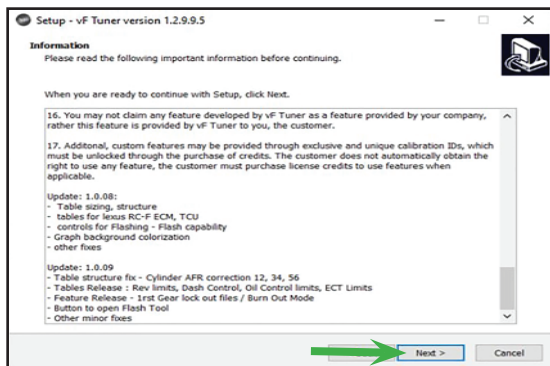 Setup - vF Tuner version 1.2.9.9.5
Information
Please read the following important information before continuing.
When you are ready to continue with Setup, click Next.
16. You may not claim any feature developed by vF Tuner as a feature provided by your company,
rather this feature is provided by vF Tuner to you, the customer.
17. Additonal, custom features may be provided through exclusive and unique calibration IDs, which
must be unlocked through the purchase of credits. The customer does not automatically obtain the
right to use any feature, the customer must purchase license credits to use features when
applicable.
Update: 1.0.08:
- Table sizing, structure
- tables for lexus RC-F ECM, TCU
- controls for Flashing - Flash capability
- Graph background colorization
- other fixes
Update: 1.0.09
- Table structure fix - Cylinder AFR correction 12, 34, 56
- Tables Release : Rev limits, Dash Control, Oil Control limits, ECT Limits
- Feature Release - 1rst Gear lock out files / Burn Out Mode
- Button to open Flash Tool
- Other minor fixes
Next >
Cancel